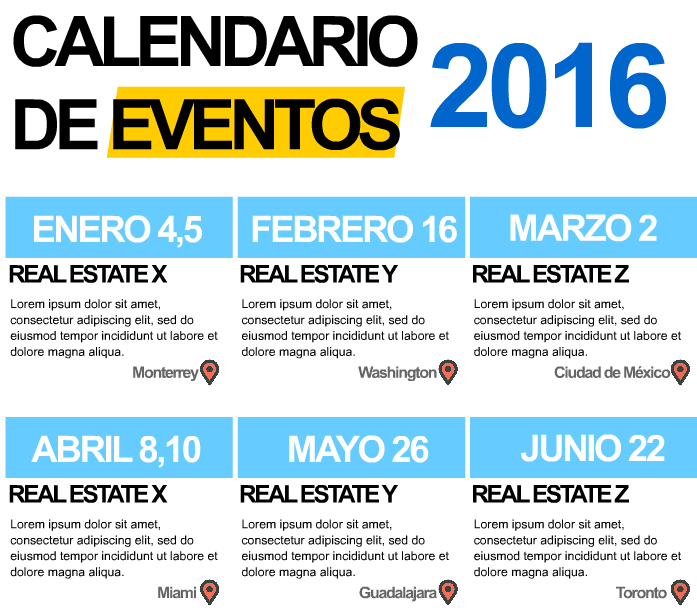 CALENDARIO
DE EVENTOS
2016
ENERO 4,5
REAL ESTATE X
Lorem ipsum dolor sit amet,
consectetur adipiscing elit, sed do
eiusmod tempor incididunt ut labore et
dolore magna aliqua.
Monterrey
FEBRERO 16
REAL ESTATE Y
Lorem ipsum dolor sit amet,
consectetur adipiscing elit, sed do
eiusmod tempor incididunt ut labore et
dolore magna aliqua.
Washington
MARZO 2
REAL ESTATE Z
Lorem ipsum dolor sit amet,
consectetur adipiscing elit, sed do
eiusmod tempor incididunt ut labore et
dolore magna aliqua.
Ciudad de México
ABRIL 8,10
REAL ESTATE X
Lorem ipsum dolor sit amet,
consectetur adipiscing elit, sed do
eiusmod tempor incididunt ut labore et
dolore magna aliqua.
Miami
MAYO 26
REAL ESTATE Y
Lorem ipsum dolor sit amet,
consectetur adipiscing elit, sed do
eiusmod tempor incididunt ut labore et
dolore magna aliqua.
Guadalajara
JUNIO 22
REAL ESTATE Z
Lorem ipsum dolor sit amet,
consectetur adipiscing elit, sed do
eiusmod tempor incididunt ut labore et
dolore magna aliqua.
Toronto